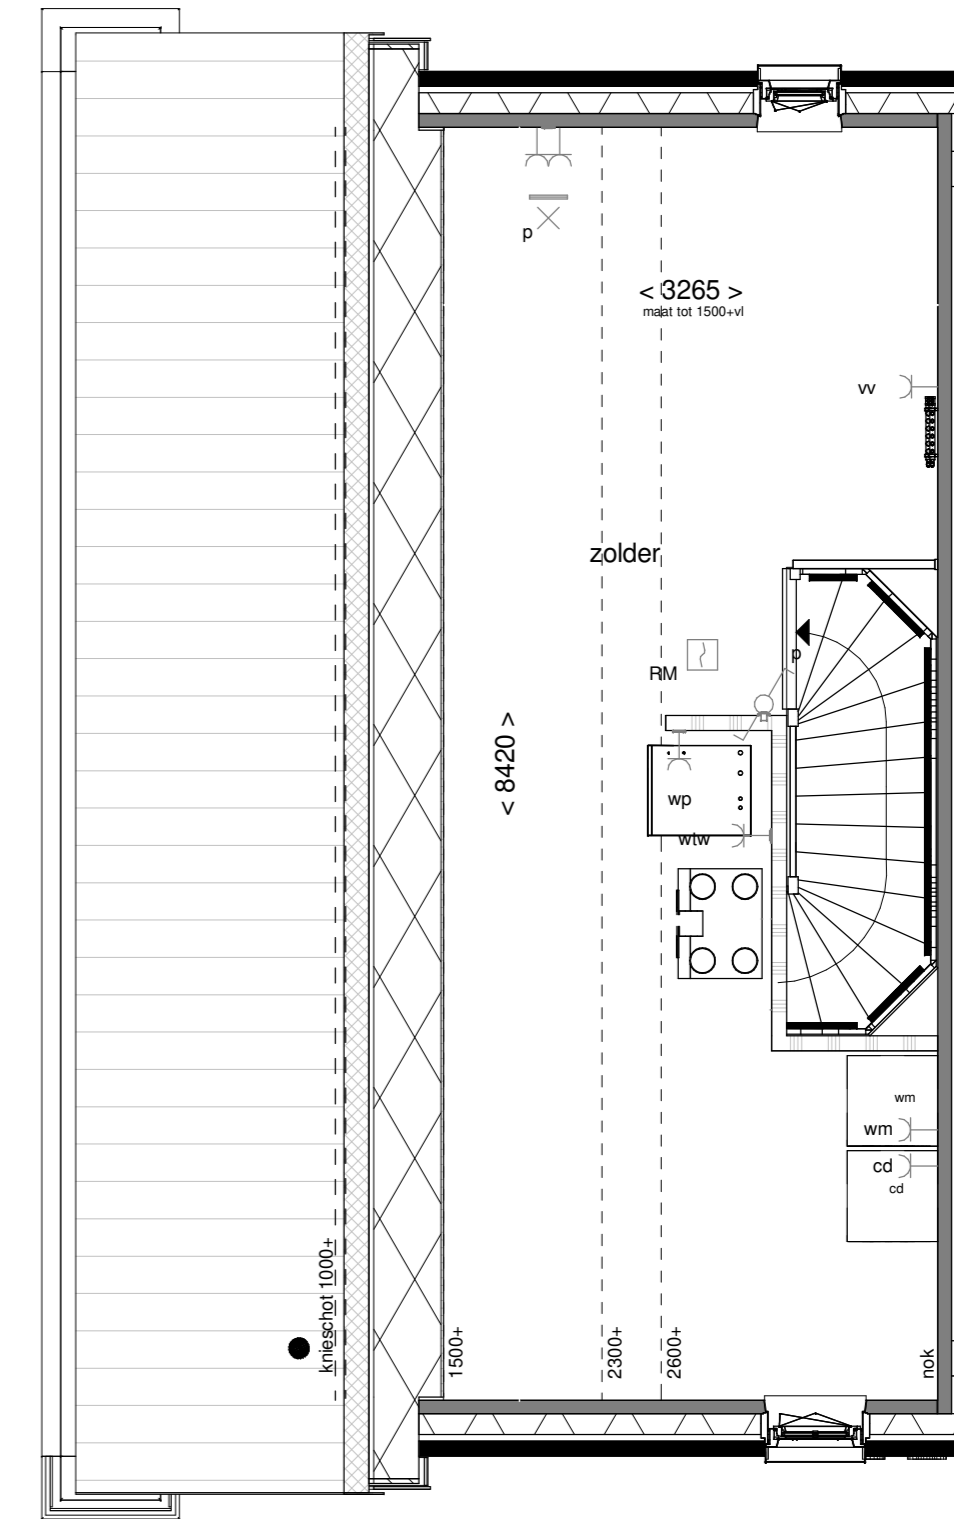 p
< 3265 >
maat tot 1500+vl
vv
zolder
p
RM
< 8420 >
wp
wtw
wm
wm
cd
cd
knieschot 1000+
1500+
2300+
2600+
nok